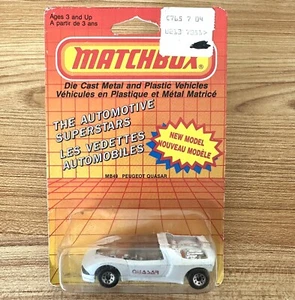 Ages 3 and Up
A partir de 3 ans
MATCHBOX®
Die Cast Metal and Plastic Vehicles
Véhicules en Plastique et Métal Matricé
THE AUTOMOTIVE
SUPERSTARS
LES VEDETTES
AUTOMOBILES
NEW MODEL
NOUVEAU MODÈLE
MB49 PEUGEOT QUASAR
QUASAR